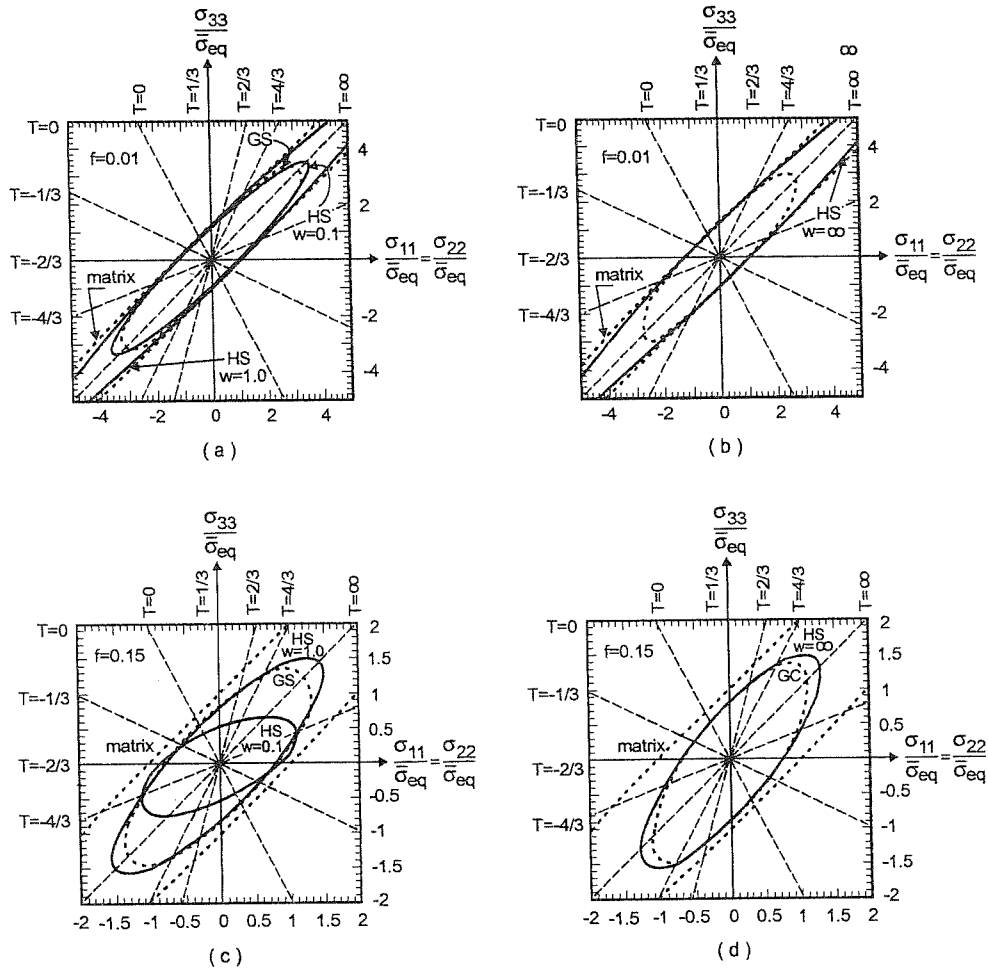 σ33
σ̄eq
T=0
T=1/3
T=2/3
T=4/3
T=∞
T=0
f=0.01
GS
4
T=-1/3
HS
w=0.1
2
σ11 = σ22
σ̄eq σ̄eq
T=-2/3
matrix
-2
T=-4/3
HS
w=1.0
-4
-4 -2 0 2 4
(a)
σ33
σ̄eq
∞
T=0
T=1/3
T=2/3
T=4/3
T=∞
T=0
f=0.01
4
T=-1/3
HS
w=∞
2
σ11 = σ22
σ̄eq σ̄eq
T=-2/3
matrix
-2
T=-4/3
-4
-4 -2 0 2 4
(b)
σ33
σ̄eq
T=0
T=1/3
T=2/3
T=4/3
T=∞
T=0
2
f=0.15
HS
w=1.0
1.5
GS
1
T=-1/3
0.5
HS
w=0.1
matrix
σ11 = σ22
σ̄eq σ̄eq
T=-2/3
-0.5
T=-4/3
-1
-1.5
-2
-2 -1.5 -1 -0.5 0 0.5 1 1.5 2
(c)
σ33
σ̄eq
T=0
T=1/3
T=2/3
T=4/3
T=∞
T=0
2
f=0.15
HS
w=∞
1.5
GC
1
T=-1/3
0.5
matrix
σ11 = σ22
σ̄eq σ̄eq
T=-2/3
-0.5
T=-4/3
-1
-1.5
-2
-2 -1.5 -1 -0.5 0 0.5 1 1.5 2
(d)